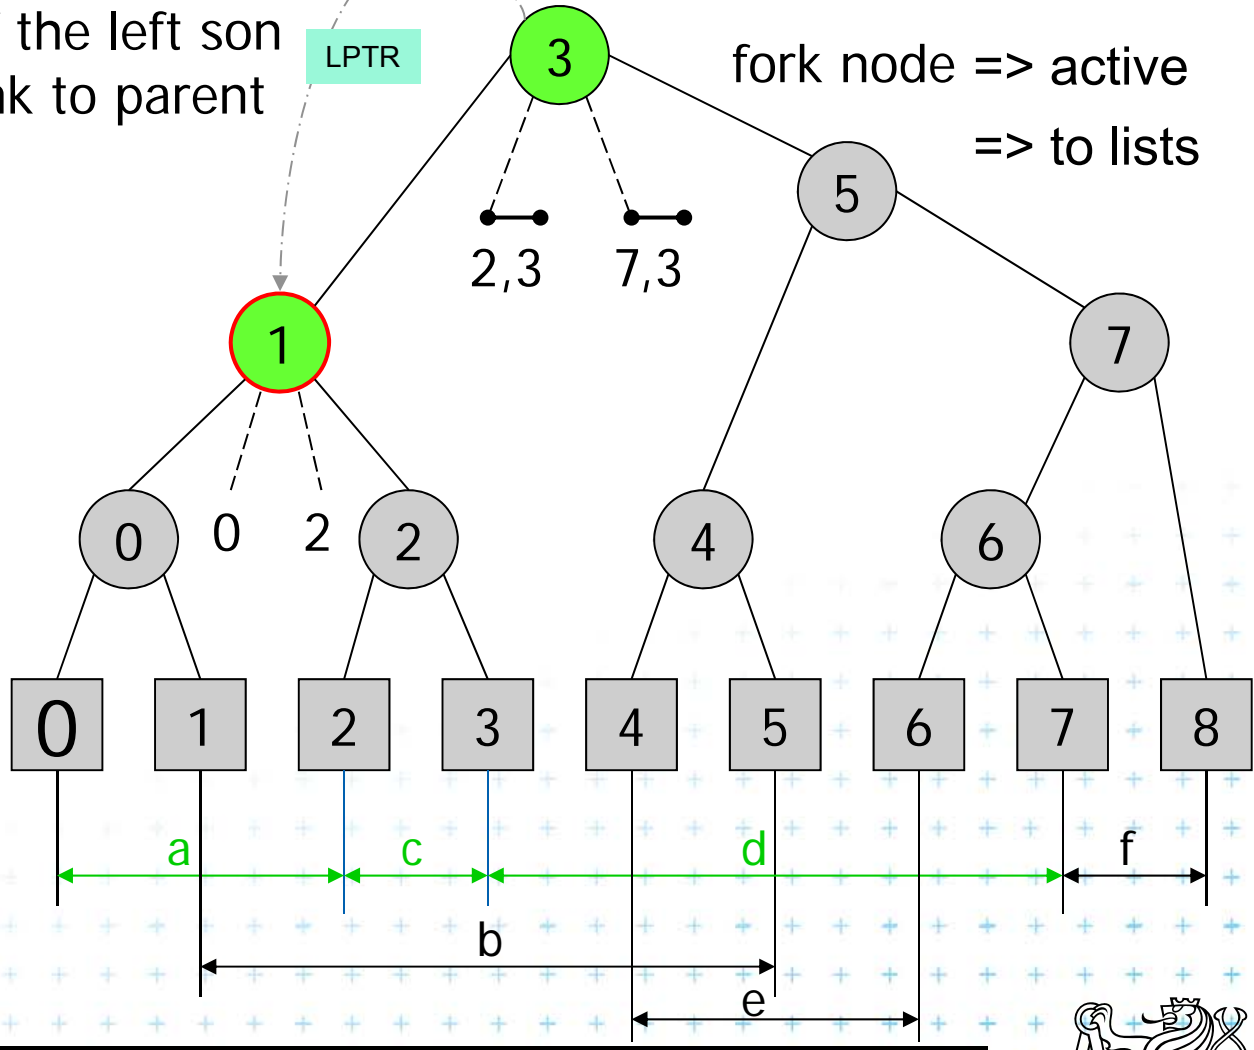 the left son
to parent
LPTR
3
fork node => active
=> to lists
5
2,3
7,3
1
7
0
0
2
2
4
6
0
1
2
3
4
5
6
7
8
a
c
d
f
b
e